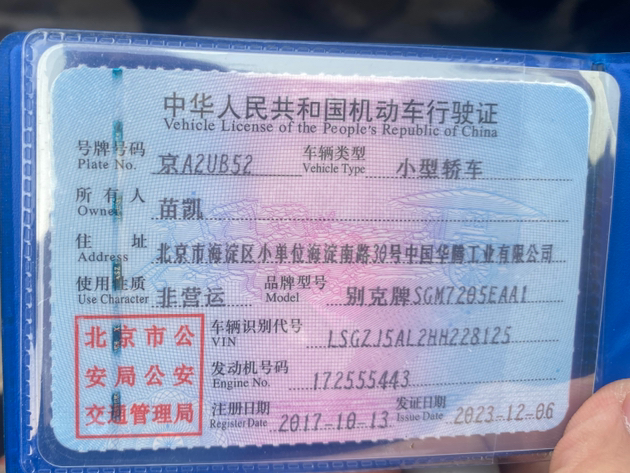 中华人民共和国机动车行驶证
Vehicle License of the People's Republic of China
号牌号码 京A2UB52 车辆类型 小型轿车
Plate No. Vehicle Type
所有人 苗凯
Owner
住址 北京市海淀区小单位海淀南路30号中国华腾工业有限公司
Address
使用性质 非营运 品牌型号 别克牌SGM7205EAA1
Use Character Model
北京市公
安局公安
交通管理局
车辆识别代号 LSGZJ5AL2HH228125
VIN
发动机号码 172555443
Engine No.
注册日期 2017-10-13 发证日期 2023-12-06
Register Date Issue Date